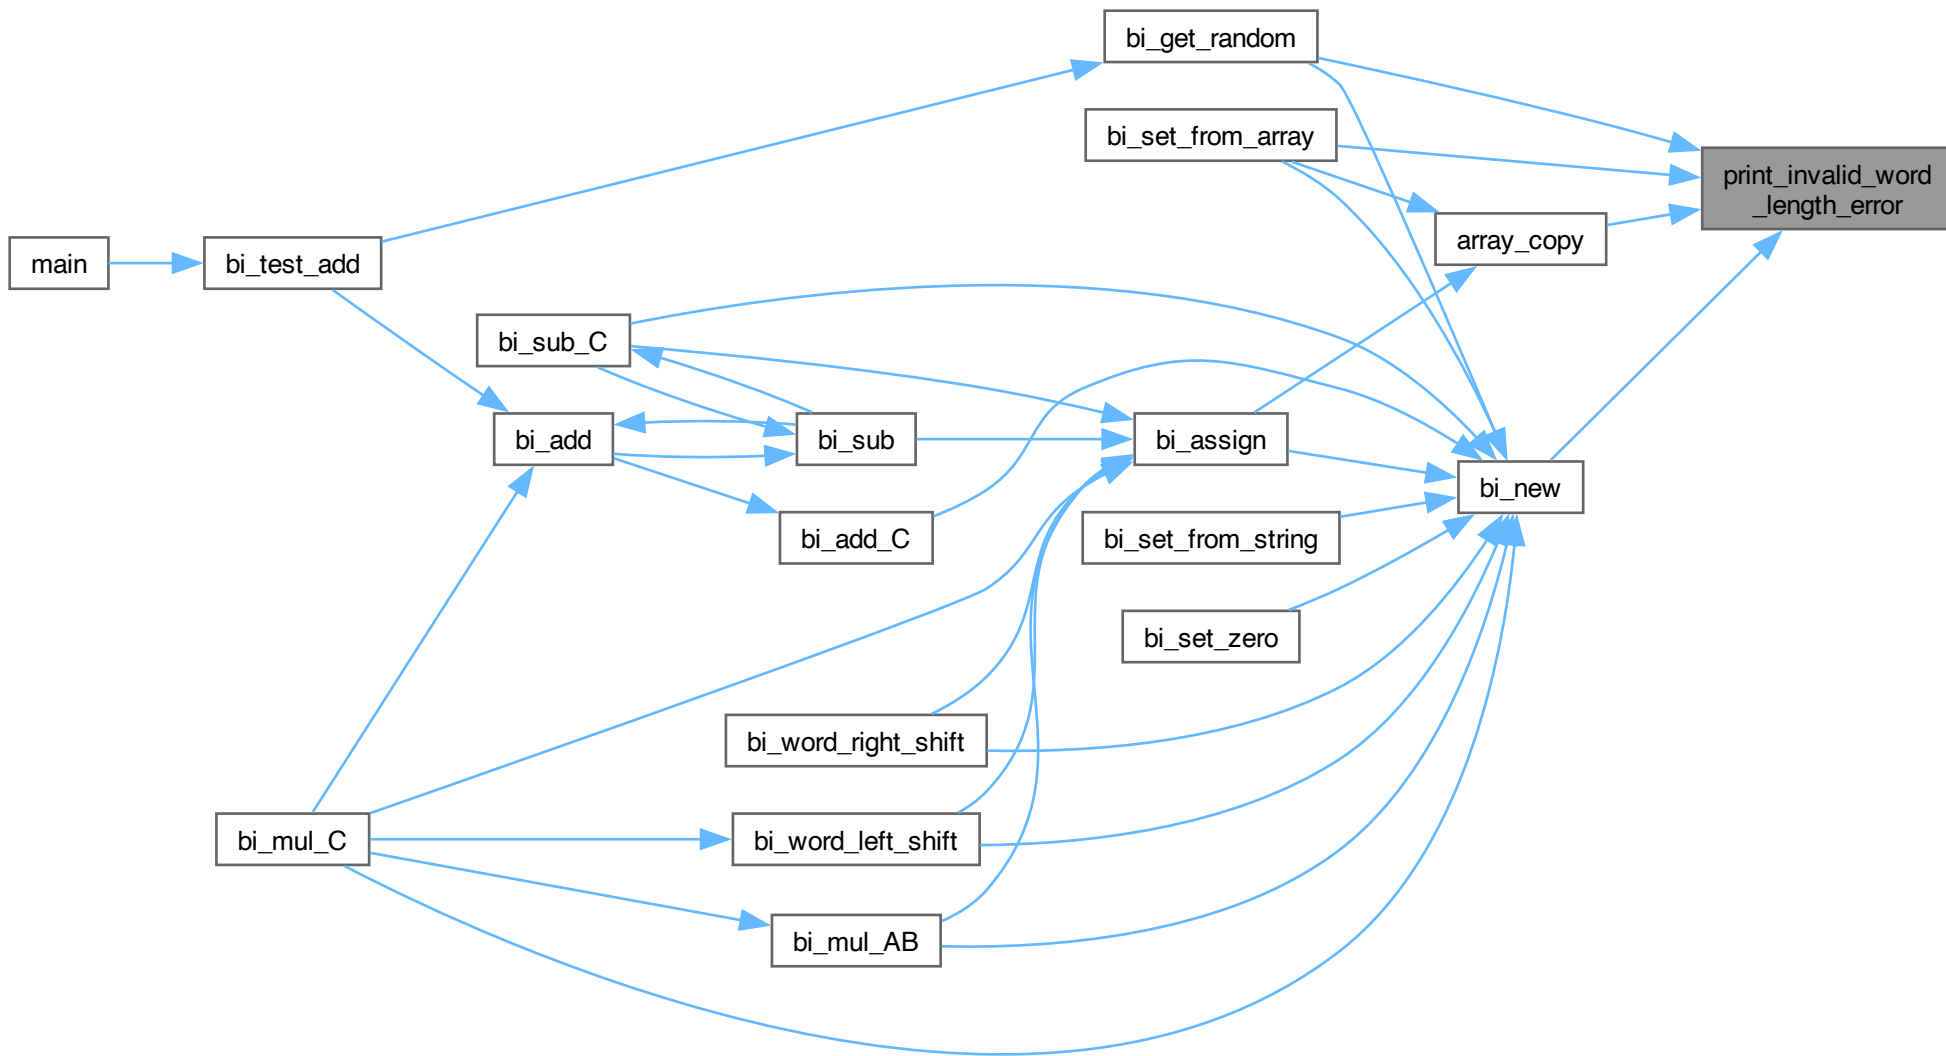 bi_get_random
bi_set_from_array
print_invalid_word
_length_error
array_copy
main
bi_test_add
bi_sub_C
bi_add
bi_sub
bi_assign
bi_new
bi_add_C
bi_set_from_string
bi_set_zero
bi_word_right_shift
bi_mul_C
bi_word_left_shift
bi_mul_AB